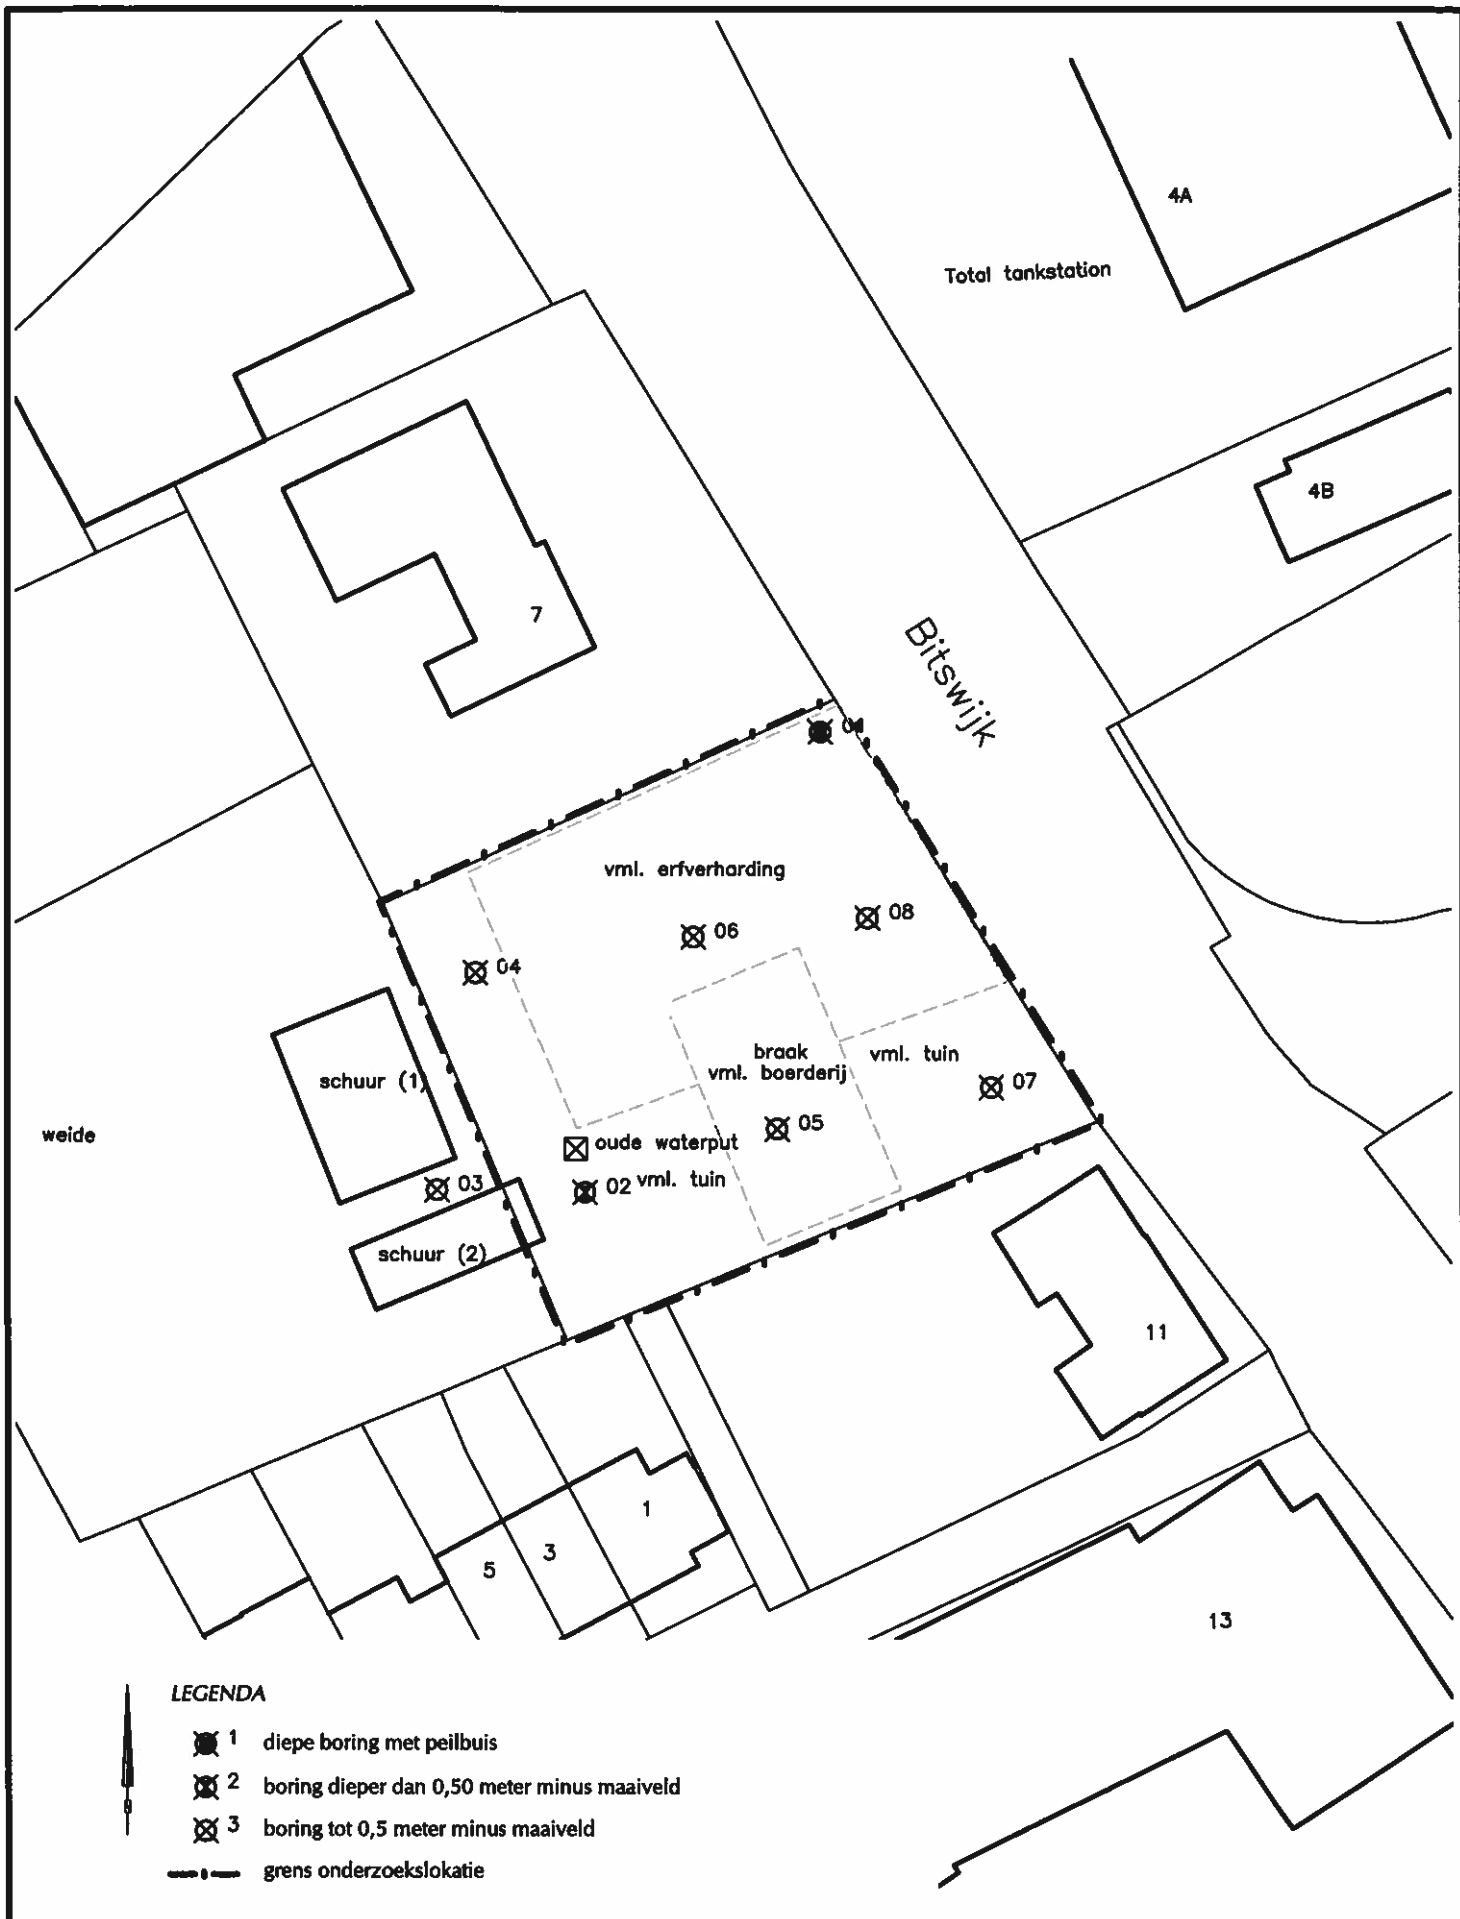 4A
Total tankstation
4B
7
Bitswijk
01
vml. erfverharding
08
06
04
braak
vml. boerderij
vml. tuin
schuur (1)
07
05
weide
oude waterput
03
02
vml. tuin
schuur (2)
11
1
3
5
13
LEGENDA
1 diepe boring met peilbuis
2 boring dieper dan 0,50 meter minus maaiveld
3 boring tot 0,5 meter minus maaiveld
grens onderzoekslokatie